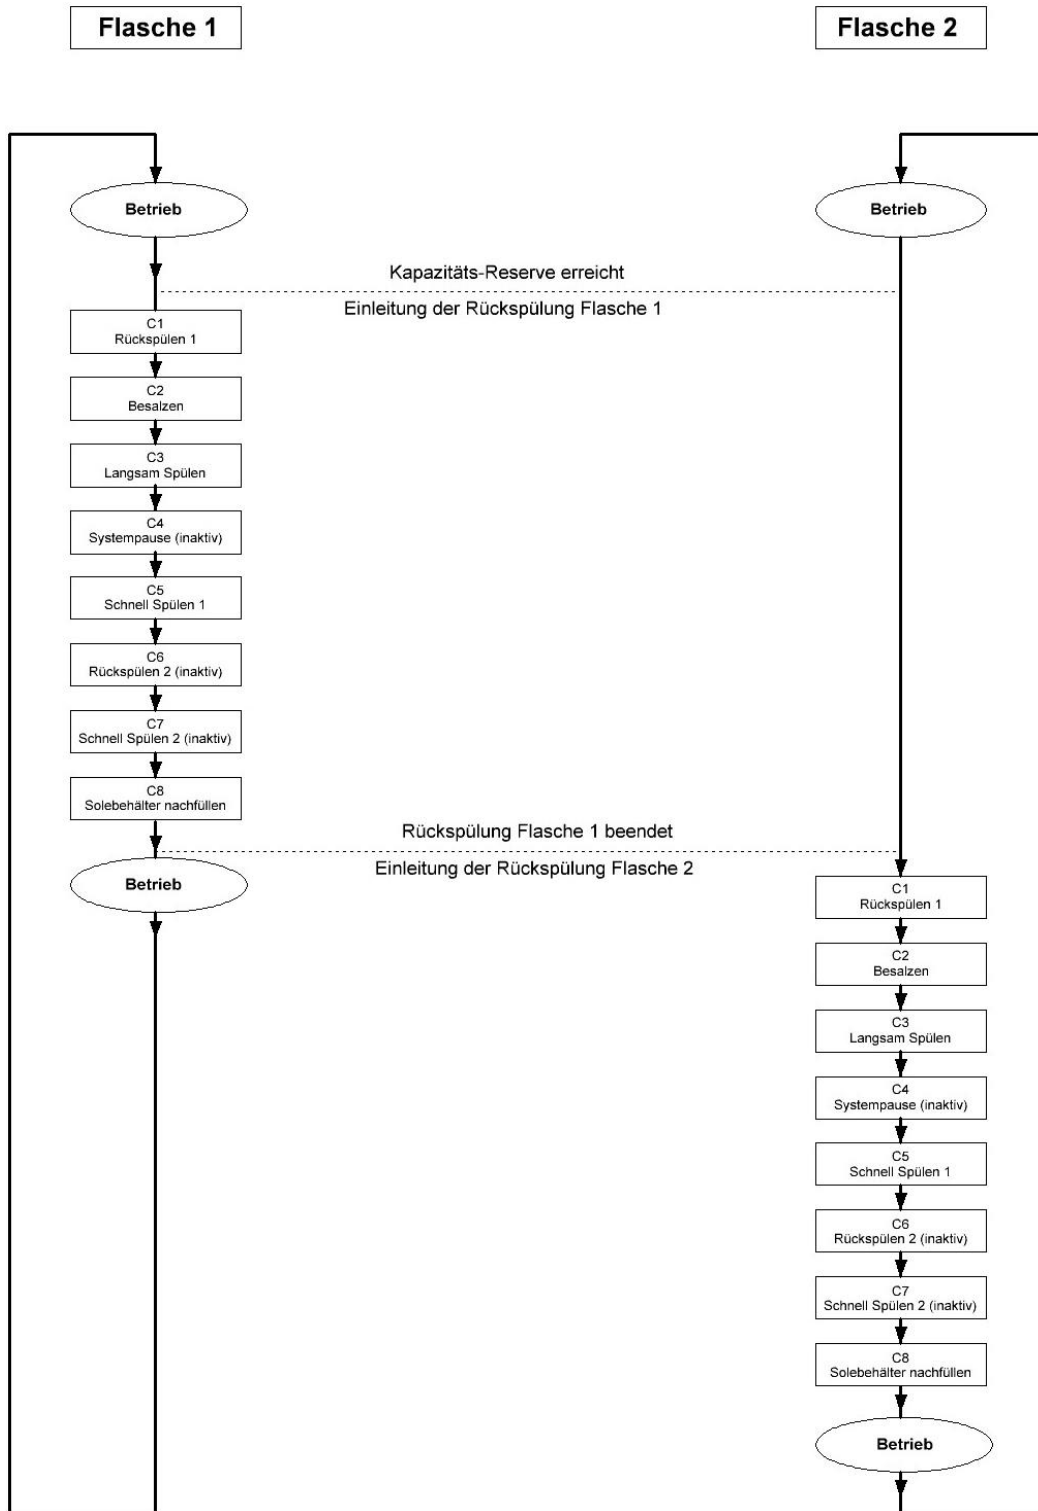 Flasche 1
Flasche 2
Betrieb
Betrieb
Kapazitäts-Reserve erreicht
Einleitung der Rückspülung Flasche 1
C1
Rückspülen 1
C2
Besalzen
C3
Langsam Spülen
C4
Systempause (inaktiv)
C5
Schnell Spülen 1
C6
Rückspülen 2 (inaktiv)
C7
Schnell Spülen 2 (inaktiv)
C8
Solebehälter nachfüllen
Rückspülung Flasche 1 beendet
Einleitung der Rückspülung Flasche 2
Betrieb
C1
Rückspülen 1
C2
Besalzen
C3
Langsam Spülen
C4
Systempause (inaktiv)
C5
Schnell Spülen 1
C6
Rückspülen 2 (inaktiv)
C7
Schnell Spülen 2 (inaktiv)
C8
Solebehälter nachfüllen
Betrieb